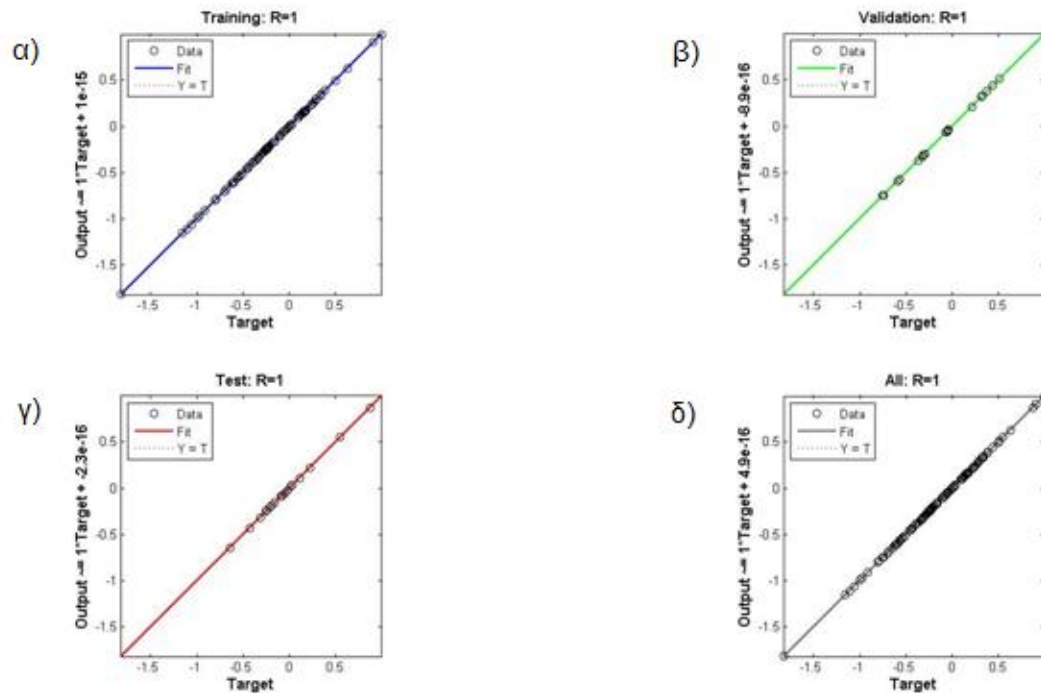 α)
Training: R=1
Data
Fit
Y = T
Output ~= 1*Target + 1e-15
0.5
0
-0.5
-1
-1.5
-1.5 -1 -0.5 0 0.5
Target
β)
Validation: R=1
Data
Fit
Y = T
Output ~= 1*Target + -8.9e-16
0.5
0
-0.5
-1
-1.5
-1.5 -1 -0.5 0 0.5
Target
γ)
Test: R=1
Data
Fit
Y = T
Output ~= 1*Target + -2.3e-16
0.5
0
-0.5
-1
-1.5
-1.5 -1 -0.5 0 0.5
Target
δ)
All: R=1
Data
Fit
Y = T
Output ~= 1*Target + 4.9e-16
0.5
0
-0.5
-1
-1.5
-1.5 -1 -0.5 0 0.5
Target